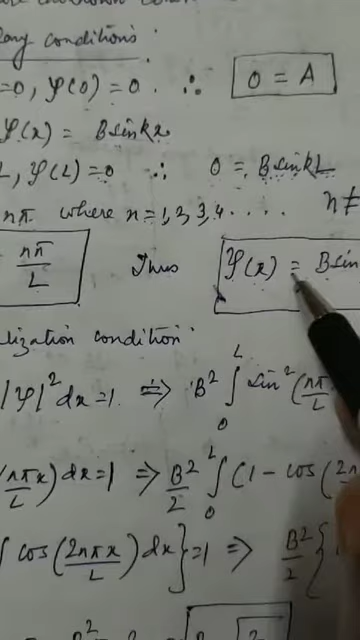 conditions:
=0, Ψ(0) = 0 ∴ 0 = A
Ψ(x) = B sin kx
L, Ψ(L) = 0 ∴ 0 = B sin kL
nπ where n = 1, 2, 3, 4 . . . . n ≠
nπ/L Thus Ψ(x) = B sin
lization condition:
|Ψ|² dx = 1 ⇒ B² ∫₀ᴸ sin² (nπ/L
(nπx/L) dx = 1 ⇒ B²/2 ∫₀ᴸ (1 − cos (2n
∫ cos (2nπx/L) dx} = 1 ⇒ B²/2 {